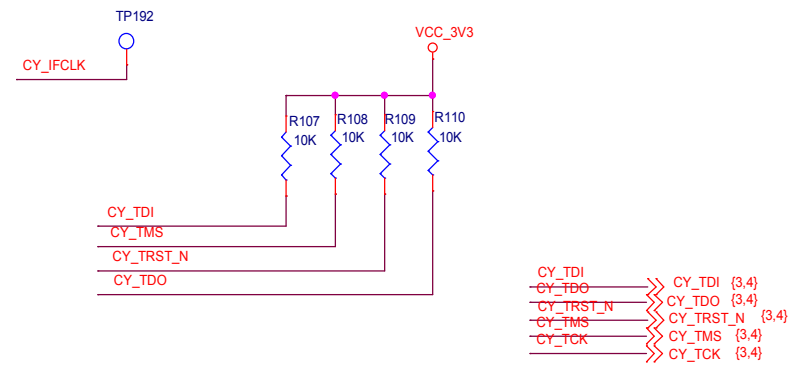 TP192
VCC_3V3
CY_IFCLK
R107 R108 R109 R110
10K 10K 10K 10K
CY_TDI
CY_TMS
CY_TRST_N
CY_TDO
CY_TDI CY_TDI {3,4}
CY_TDO CY_TDO {3,4}
CY_TRST_N CY_TRST_N {3,4}
CY_TMS CY_TMS {3,4}
CY_TCK CY_TCK {3,4}